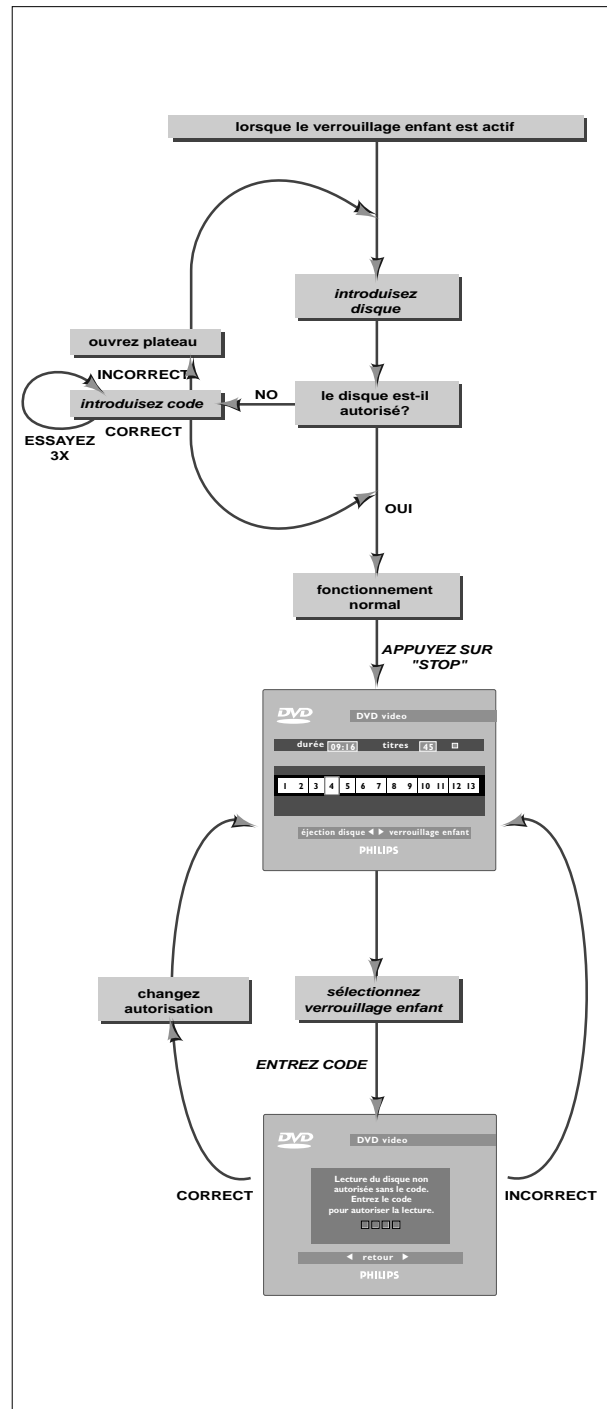 lorsque le verrouillage enfant est actif
introduisez
disque
ouvrez plateau
INCORRECT
introduisez code
NO
le disque est-il
autorisé?
ESSAYEZ
3X
CORRECT
OUI
fonctionnement
normal
APPUYEZ SUR
"STOP"
DVD
DVD video
durée 09:16 titres 45
1 2 3 4 5 6 7 8 9 10 11 12 13
éjection disque verrouillage enfant
PHILIPS
changez
autorisation
sélectionnez
verrouillage enfant
ENTREZ CODE
DVD
DVD video
Lecture du disque non
autorisée sans le code.
Entrez le code
pour autoriser la lecture.
CORRECT
INCORRECT
retour
PHILIPS